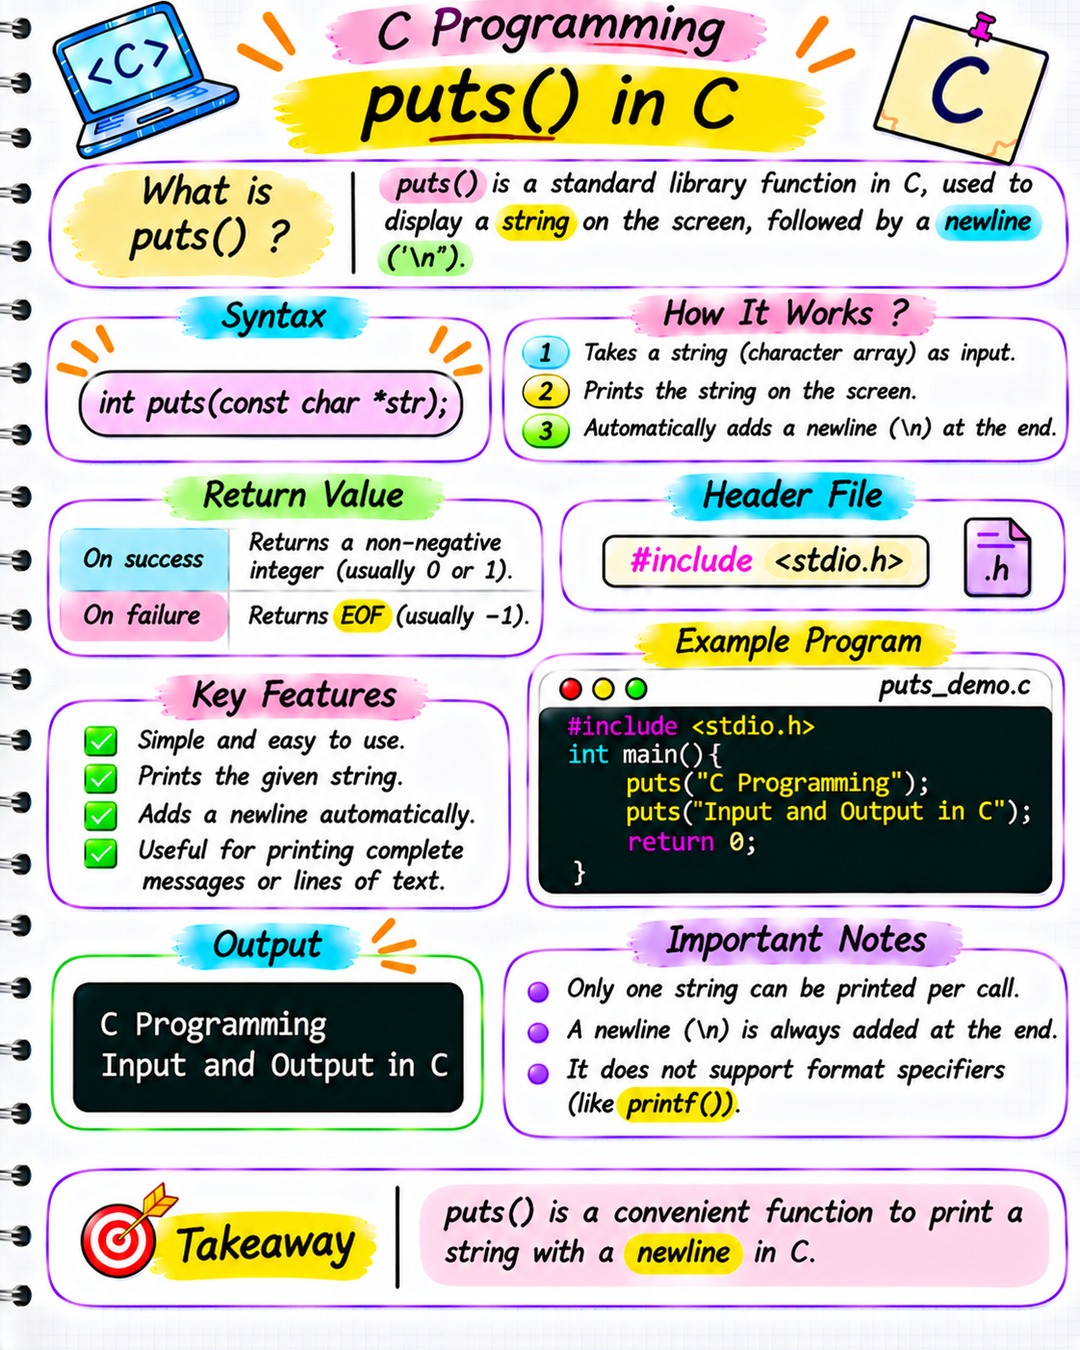 <C>
C Programming
puts() in C
C
What is
puts() ?
puts() is a standard library function in C, used to
display a string on the screen, followed by a newline
('\n").
Syntax
int puts(const char *str);
How It Works ?
1 Takes a string (character array) as input.
2 Prints the string on the screen.
3 Automatically adds a newline (\n) at the end.
Return Value
On success
Returns a non-negative
integer (usually 0 or 1).
On failure
Returns EOF (usually -1).
Header File
#include <stdio.h>
.h
Key Features
Simple and easy to use.
Prints the given string.
Adds a newline automatically.
Useful for printing complete
messages or lines of text.
Example Program
puts_demo.c
#include <stdio.h>
int main(){
puts("C Programming");
puts("Input and Output in C");
return 0;
}
Output
C Programming
Input and Output in C
Important Notes
Only one string can be printed per call.
A newline (\n) is always added at the end.
It does not support format specifiers
(like printf()).
Takeaway
puts() is a convenient function to print a
string with a newline in C.